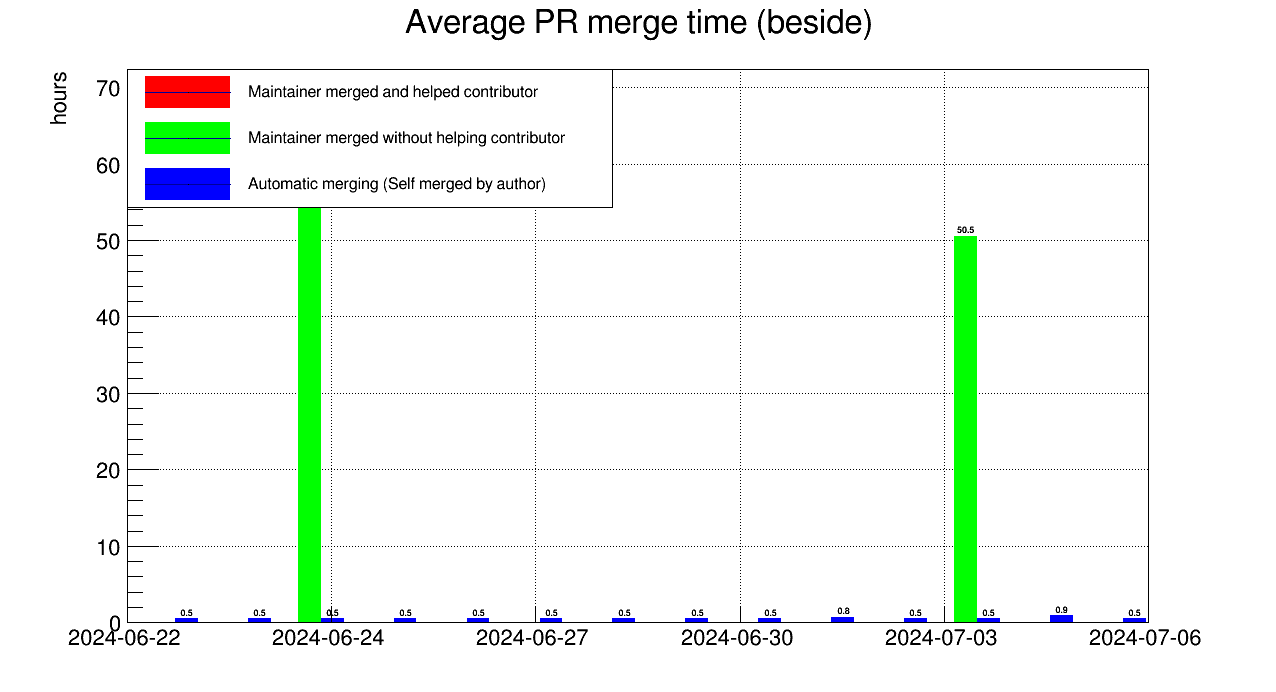 Average PR merge time (beside)
hours
70
60
50
40
30
20
10
0
Maintainer merged and helped contributor
Maintainer merged without helping contributor
Automatic merging (Self merged by author)
50.5
0.5 0.5 0.5 0.5 0.5 0.5 0.5 0.5 0.5 0.8 0.5 0.5 0.9 0.5
2024-06-22 2024-06-24 2024-06-27 2024-06-30 2024-07-03 2024-07-06